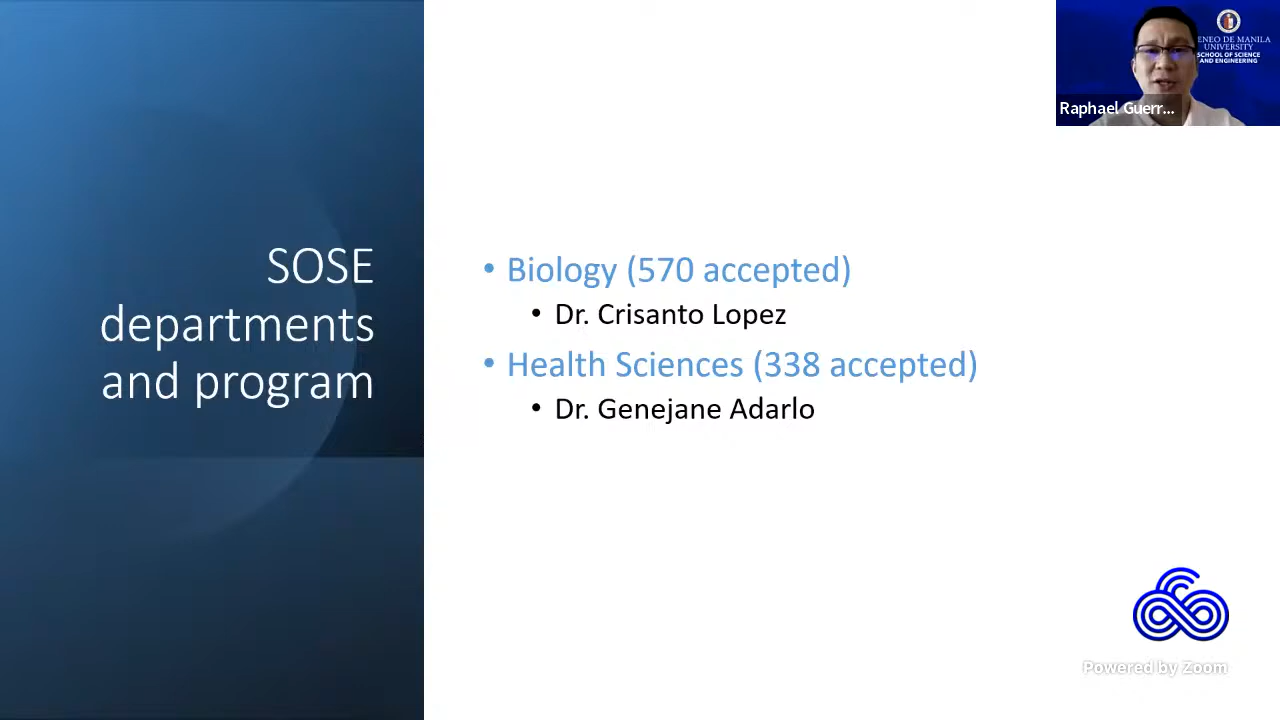 SOSE
departments
and program
• Biology (570 accepted)
• Dr. Crisanto Lopez
• Health Sciences (338 accepted)
• Dr. Genejane Adarlo
ENEO DE MANILA
UNIVERSITY
SCHOOL OF SCIENCE
AND ENGINEERING
Raphael Guerr...
Powered by Zoom